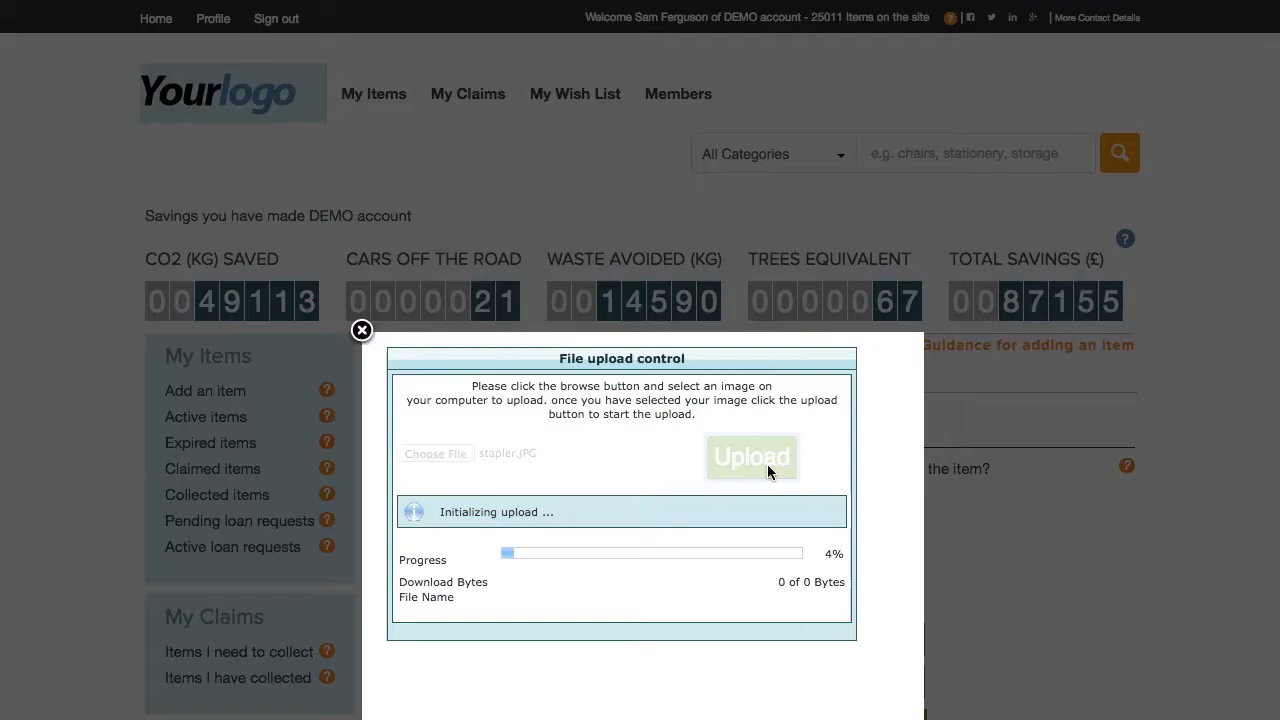 Home Profile Sign out Welcome Sam Ferguson of DEMO account - 25011 Items on the site ? | More Contact Details
Yourlogo My Items My Claims My Wish List Members
All Categories e.g. chairs, stationery, storage
Savings you have made DEMO account
?
CO2 (KG) SAVED CARS OFF THE ROAD WASTE AVOIDED (KG) TREES EQUIVALENT TOTAL SAVINGS (£)
0049113 0000021 0014590 0000067 0087155
Guidance for adding an item
My Items
Add an item ?
Active items ?
Expired items ?
Claimed items ?
Collected items ?
Pending loan requests ?
Active loan requests ?
My Claims
Items I need to collect ?
Items I have collected ?
File upload control
Please click the browse button and select an image on
your computer to upload. once you have selected your image click the upload
button to start the upload.
Choose File stapler.JPG Upload
Initializing upload ...
Progress 4%
Download Bytes 0 of 0 Bytes
File Name
the item? ?